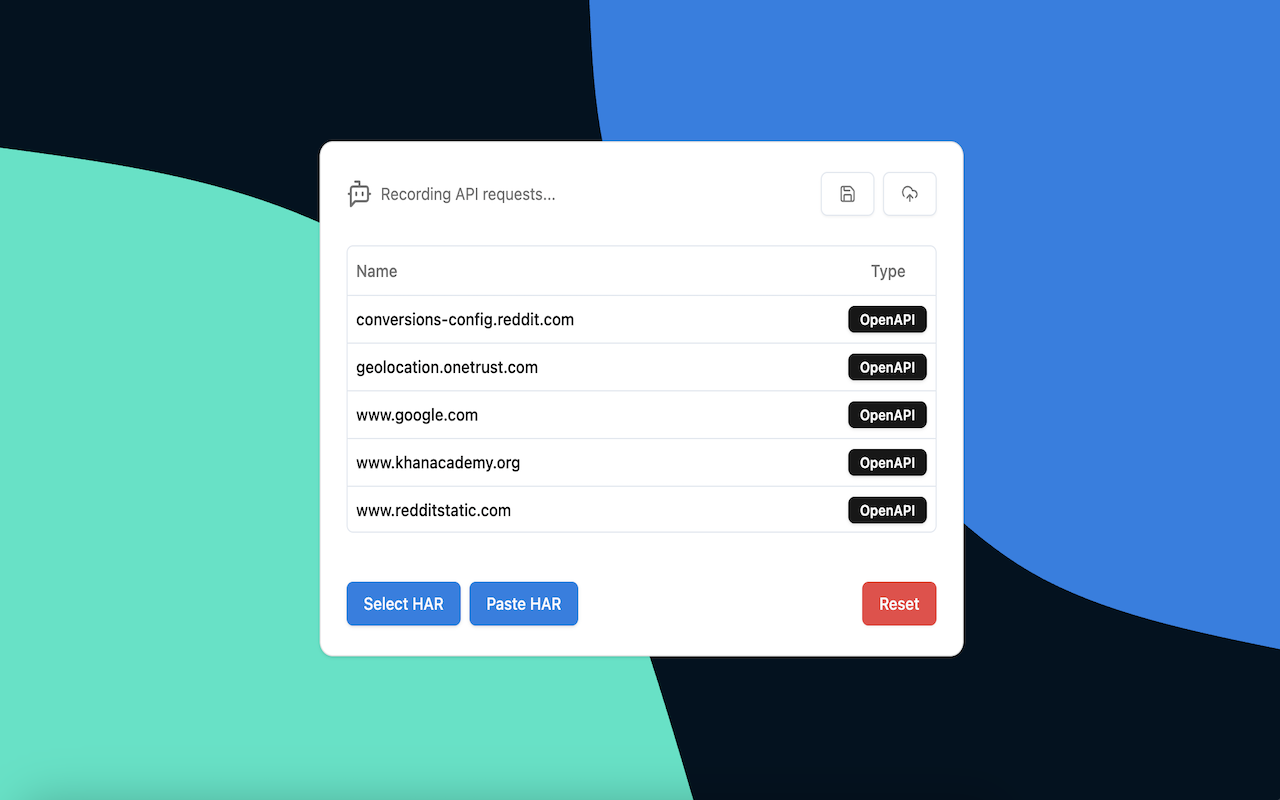 Recording API requests...
Name Type
conversions-config.reddit.com OpenAPI
geolocation.onetrust.com OpenAPI
www.google.com OpenAPI
www.khanacademy.org OpenAPI
www.redditstatic.com OpenAPI
Select HAR Paste HAR Reset